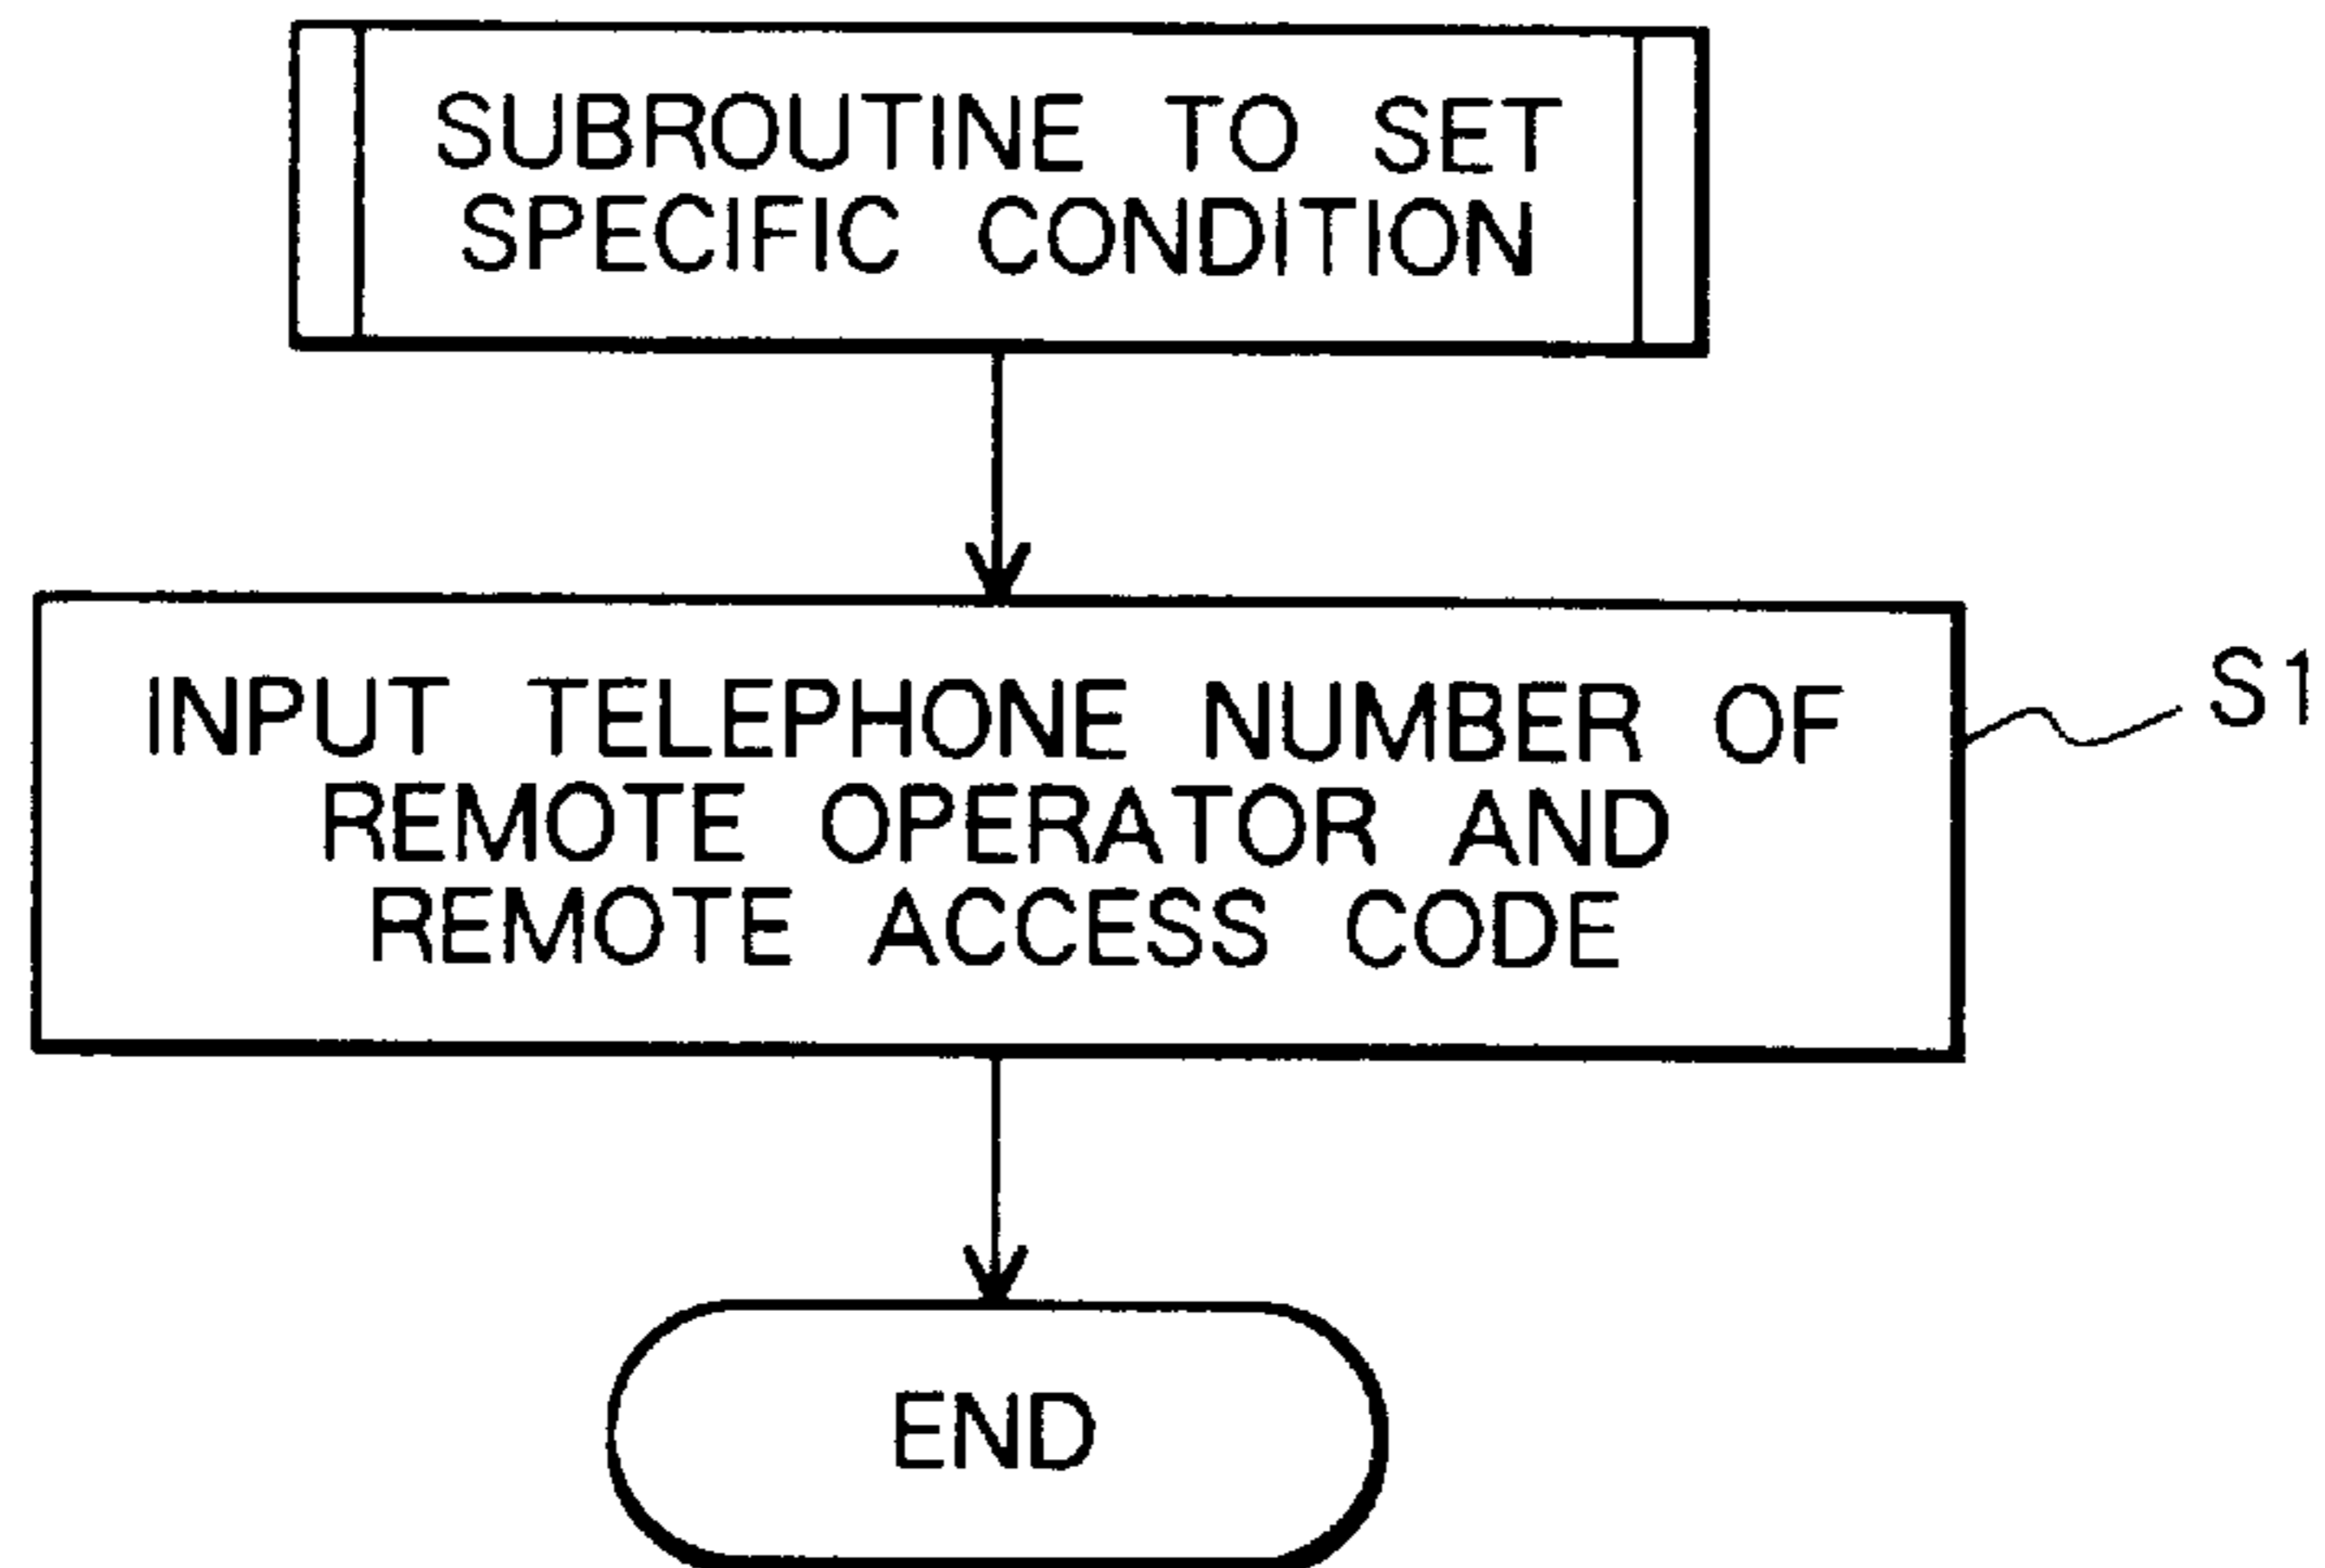 SUBROUTINE TO SET
SPECIFIC CONDITION
INPUT TELEPHONE NUMBER OF
REMOTE OPERATOR AND
REMOTE ACCESS CODE
S1
END